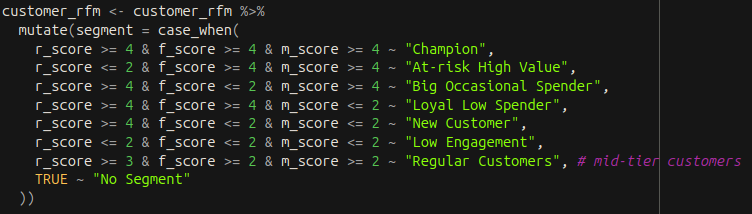 customer_rfm <- customer_rfm %>%
  mutate(segment = case_when(
    r_score >= 4 & f_score >= 4 & m_score >= 4 ~ "Champion",
    r_score <= 2 & f_score >= 4 & m_score >= 4 ~ "At-risk High Value",
    r_score >= 4 & f_score <= 2 & m_score >= 4 ~ "Big Occasional Spender",
    r_score >= 4 & f_score >= 4 & m_score <= 2 ~ "Loyal Low Spender",
    r_score >= 4 & f_score <= 2 & m_score <= 2 ~ "New Customer",
    r_score <= 2 & f_score <= 2 & m_score <= 2 ~ "Low Engagement",
    r_score >= 3 & f_score >= 2 & m_score >= 2 ~ "Regular Customers", # mid-tier customers
    TRUE ~ "No Segment"
  ))